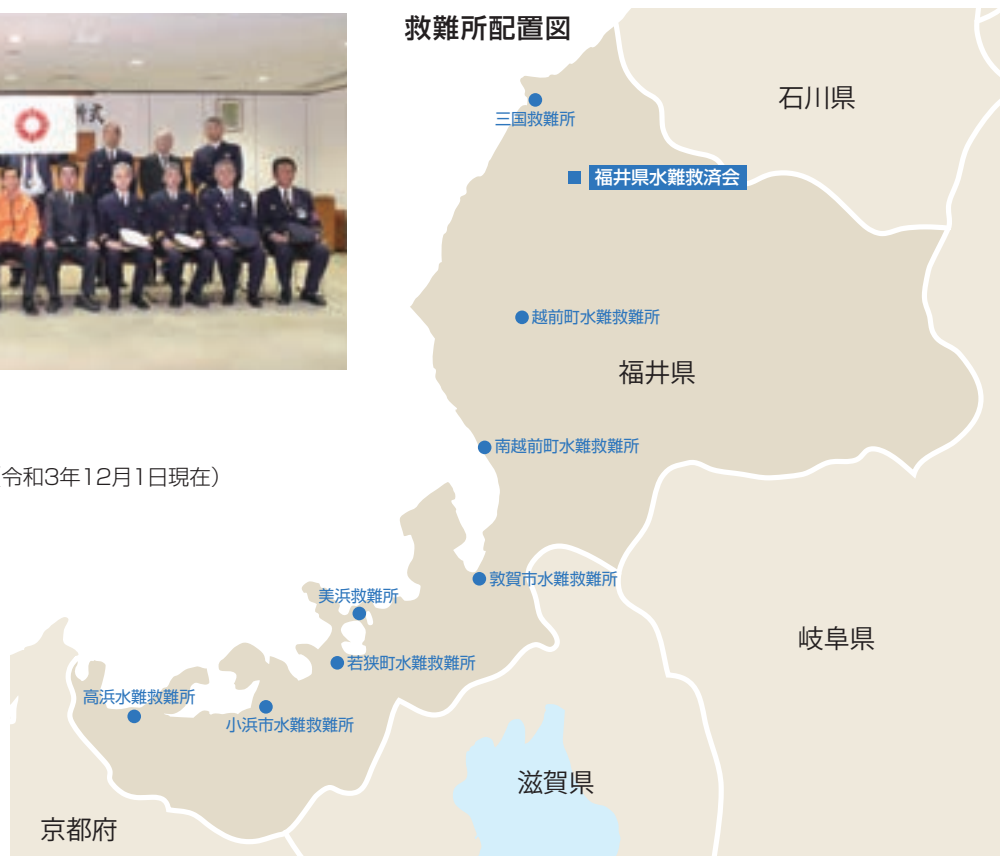 救難所配置図
所式
石川県
三国救難所
福井県水難救済会
越前町水難救難所
福井県
南越前町水難救難所
令和3年12月1日現在）
敦賀市水難救難所
美浜救難所
岐阜県
若狭町水難救難所
高浜水難救難所
小浜市水難救難所
滋賀県
京都府